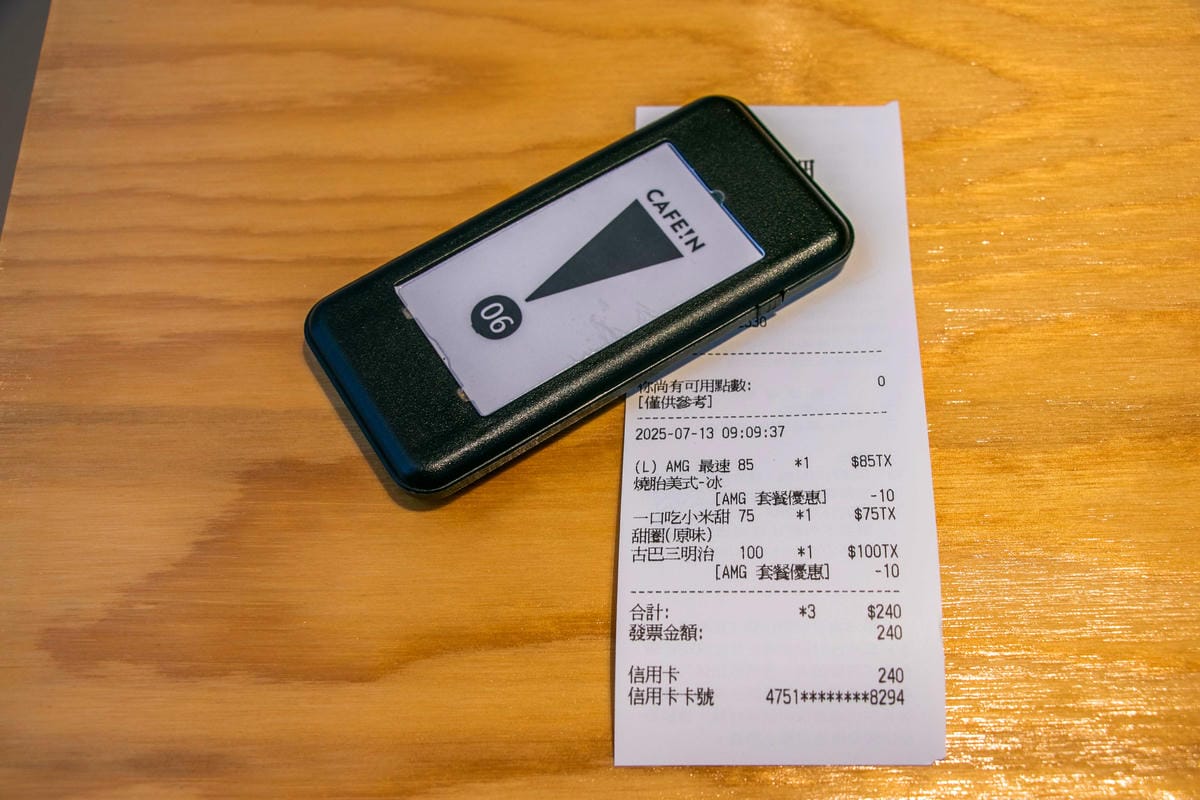 CAFE!N
06
你尚有可用點數: 0
[僅供參考]
2025-07-13 09:09:37
(L) AMG 最速 85 *1 $85TX
燒胎美式-冰
[AMG 套餐優惠] -10
一口吃小米甜 75 *1 $75TX
甜圈(原味)
古巴三明治 100 *1 $100TX
[AMG 套餐優惠] -10
合計: *3 $240
發票金額: 240
信用卡 240
信用卡卡號 4751********8294